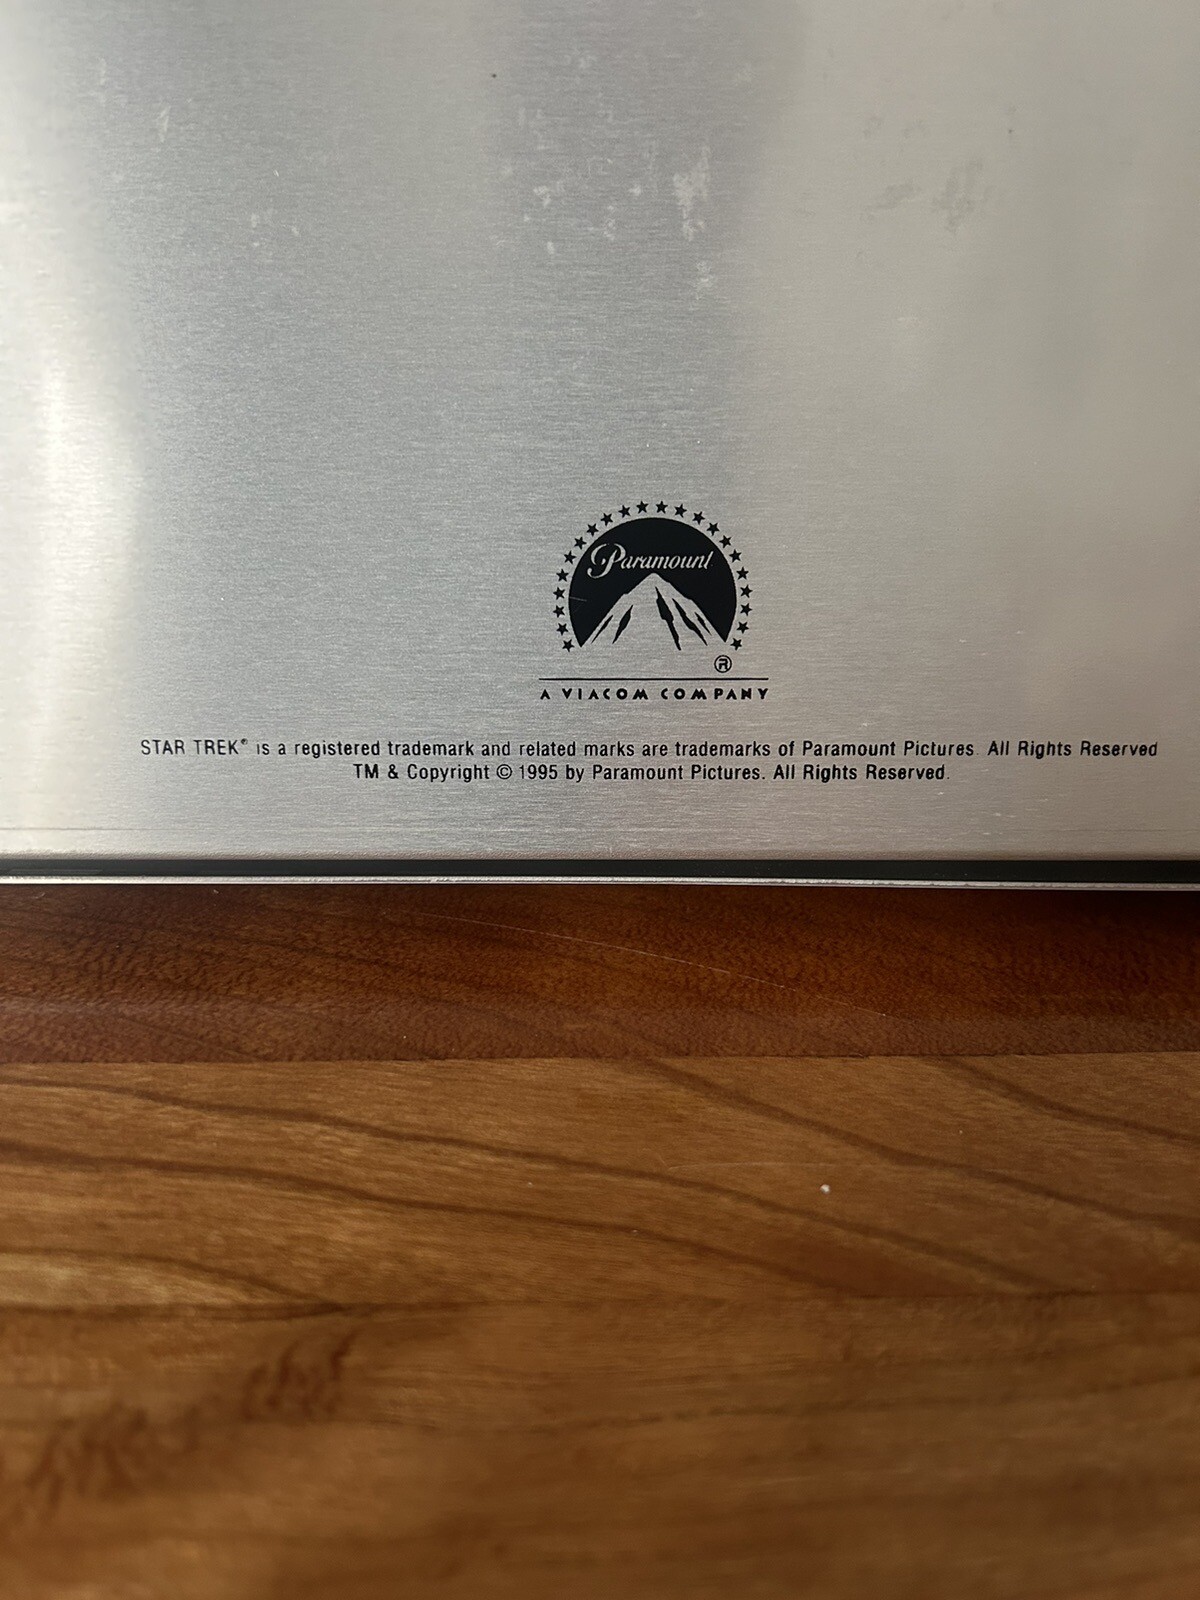 Paramount
®
A VIACOM COMPANY
STAR TREK® is a registered trademark and related marks are trademarks of Paramount Pictures. All Rights Reserved
TM & Copyright © 1995 by Paramount Pictures. All Rights Reserved.